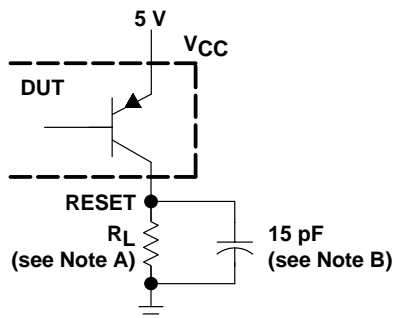 5 V
VCC
DUT
RESET
RL
(see Note A)
15 pF
(see Note B)